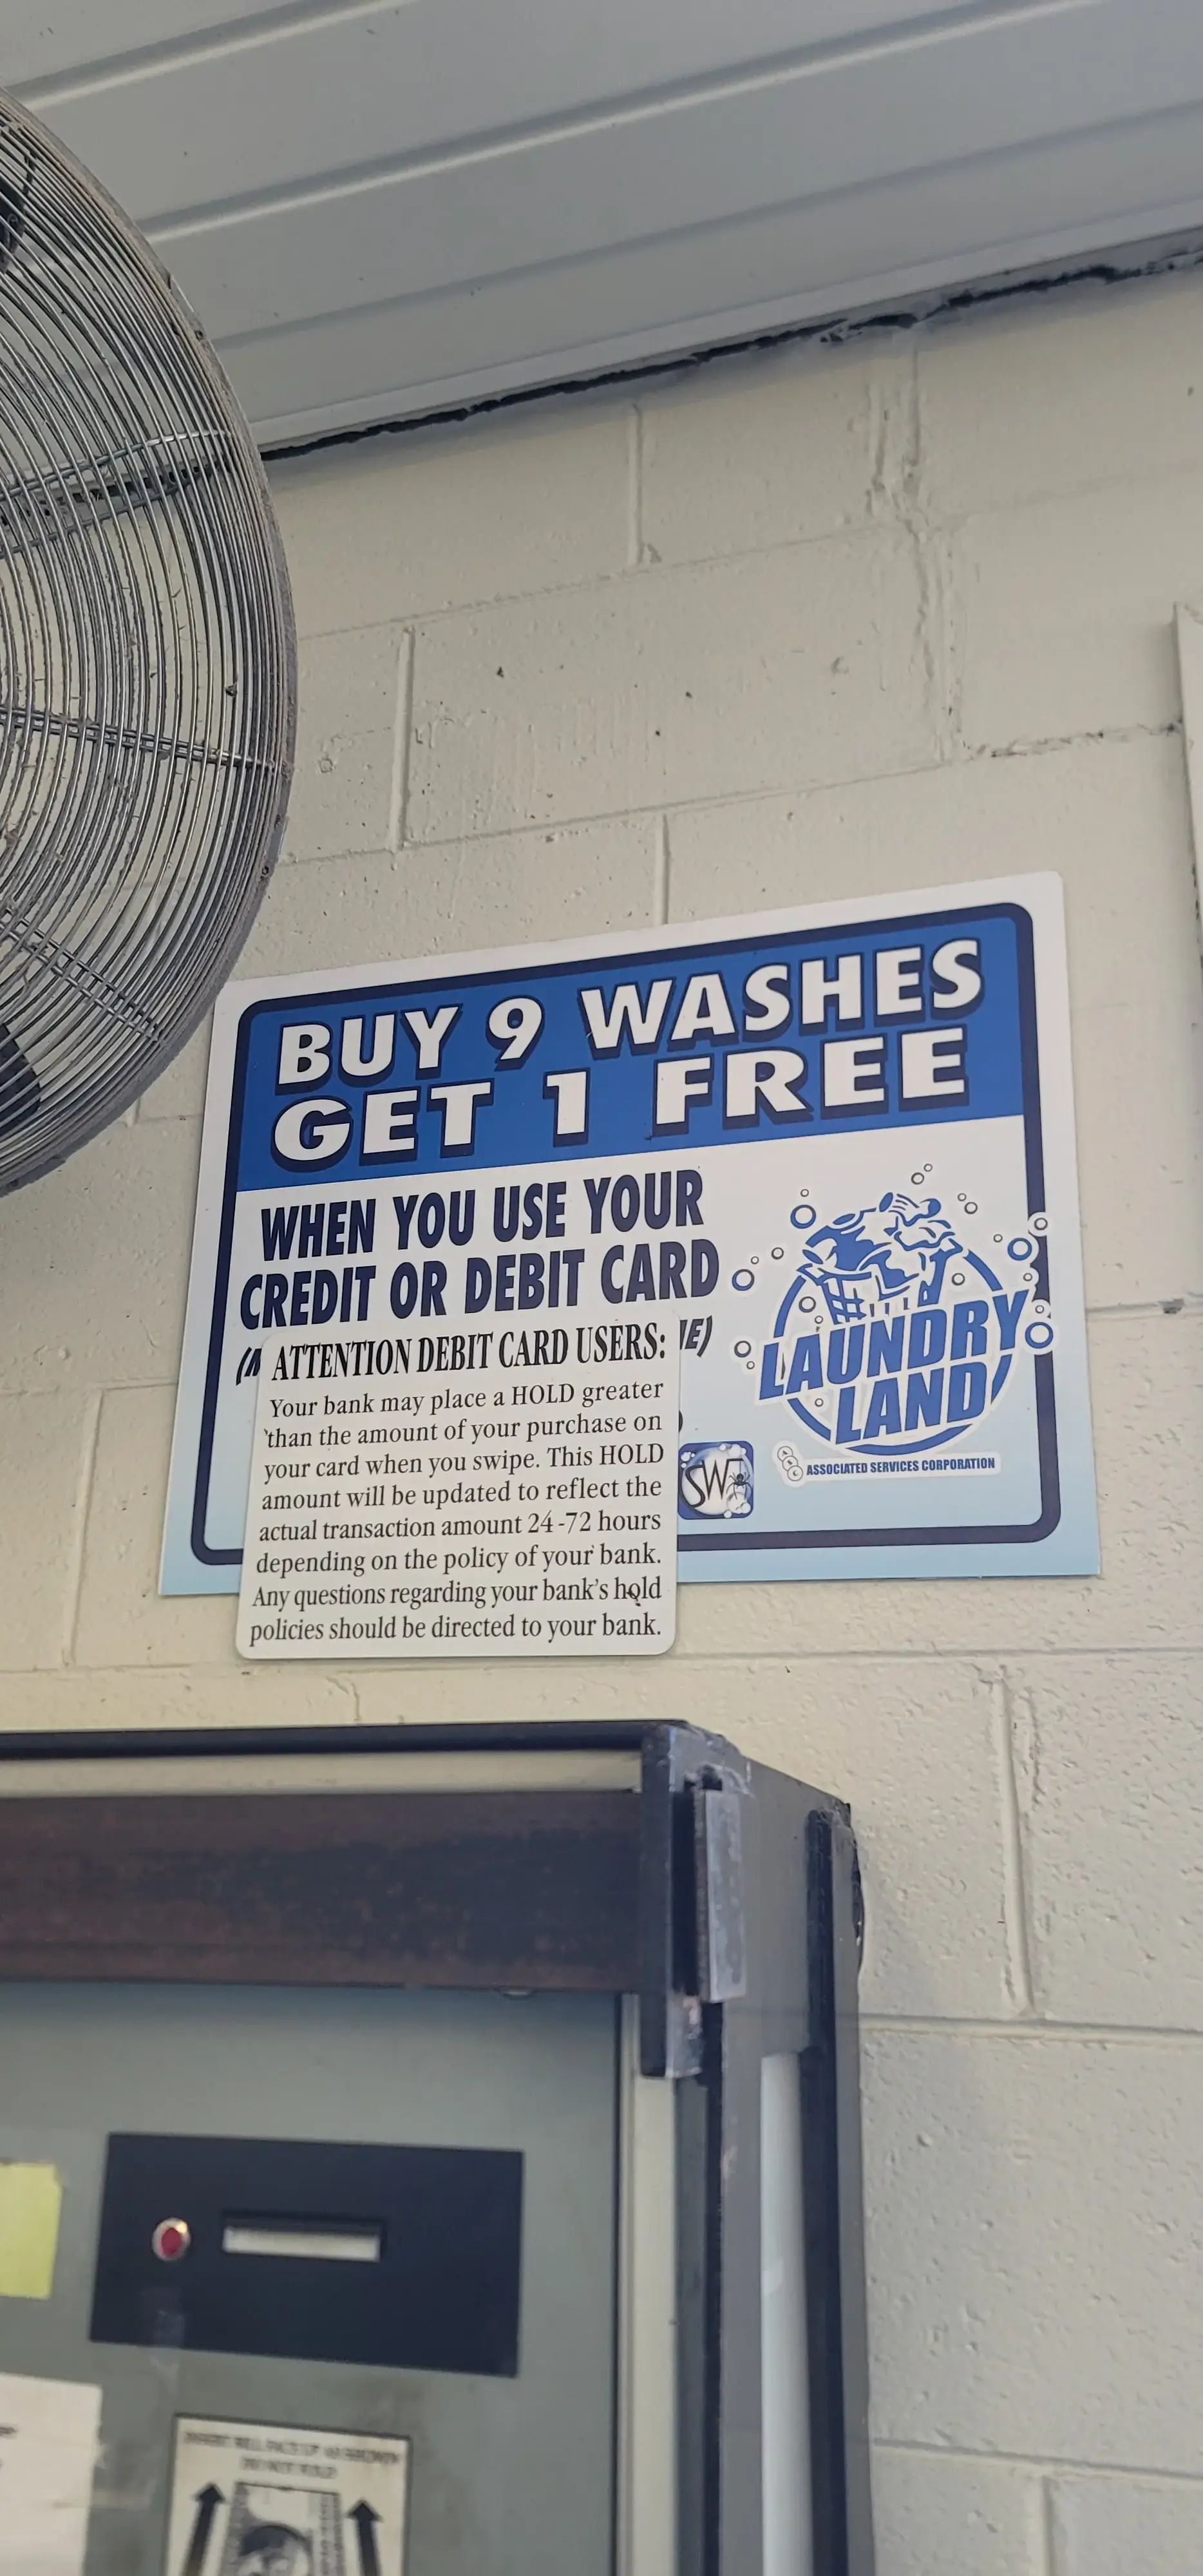 BUY 9 WASHES
GET 1 FREE
WHEN YOU USE YOUR
CREDIT OR DEBIT CARD
ATTENTION DEBIT CARD USERS:
Your bank may place a HOLD greater
than the amount of your purchase on
your card when you swipe. This HOLD
amount will be updated to reflect the
actual transaction amount 24-72 hours
depending on the policy of your bank.
Any questions regarding your bank's hold
policies should be directed to your bank.
LAUNDRY
LAND
ASSOCIATED SERVICES CORPORATION
SW